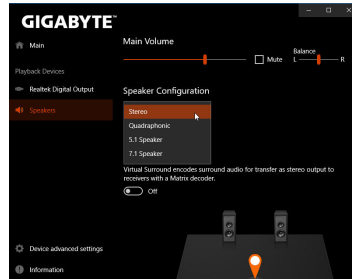 GIGABYTE™
Main
Playback Devices
Realtek Digital Output
Speakers
Device advanced settings
Information
Main Volume
Mute
Balance
L R
Speaker Configuration
Stereo
Quadraphonic
5.1 Speaker
7.1 Speaker
Virtual Surround encodes surround audio for transfer as stereo output to
receivers with a Matrix decoder.
Off